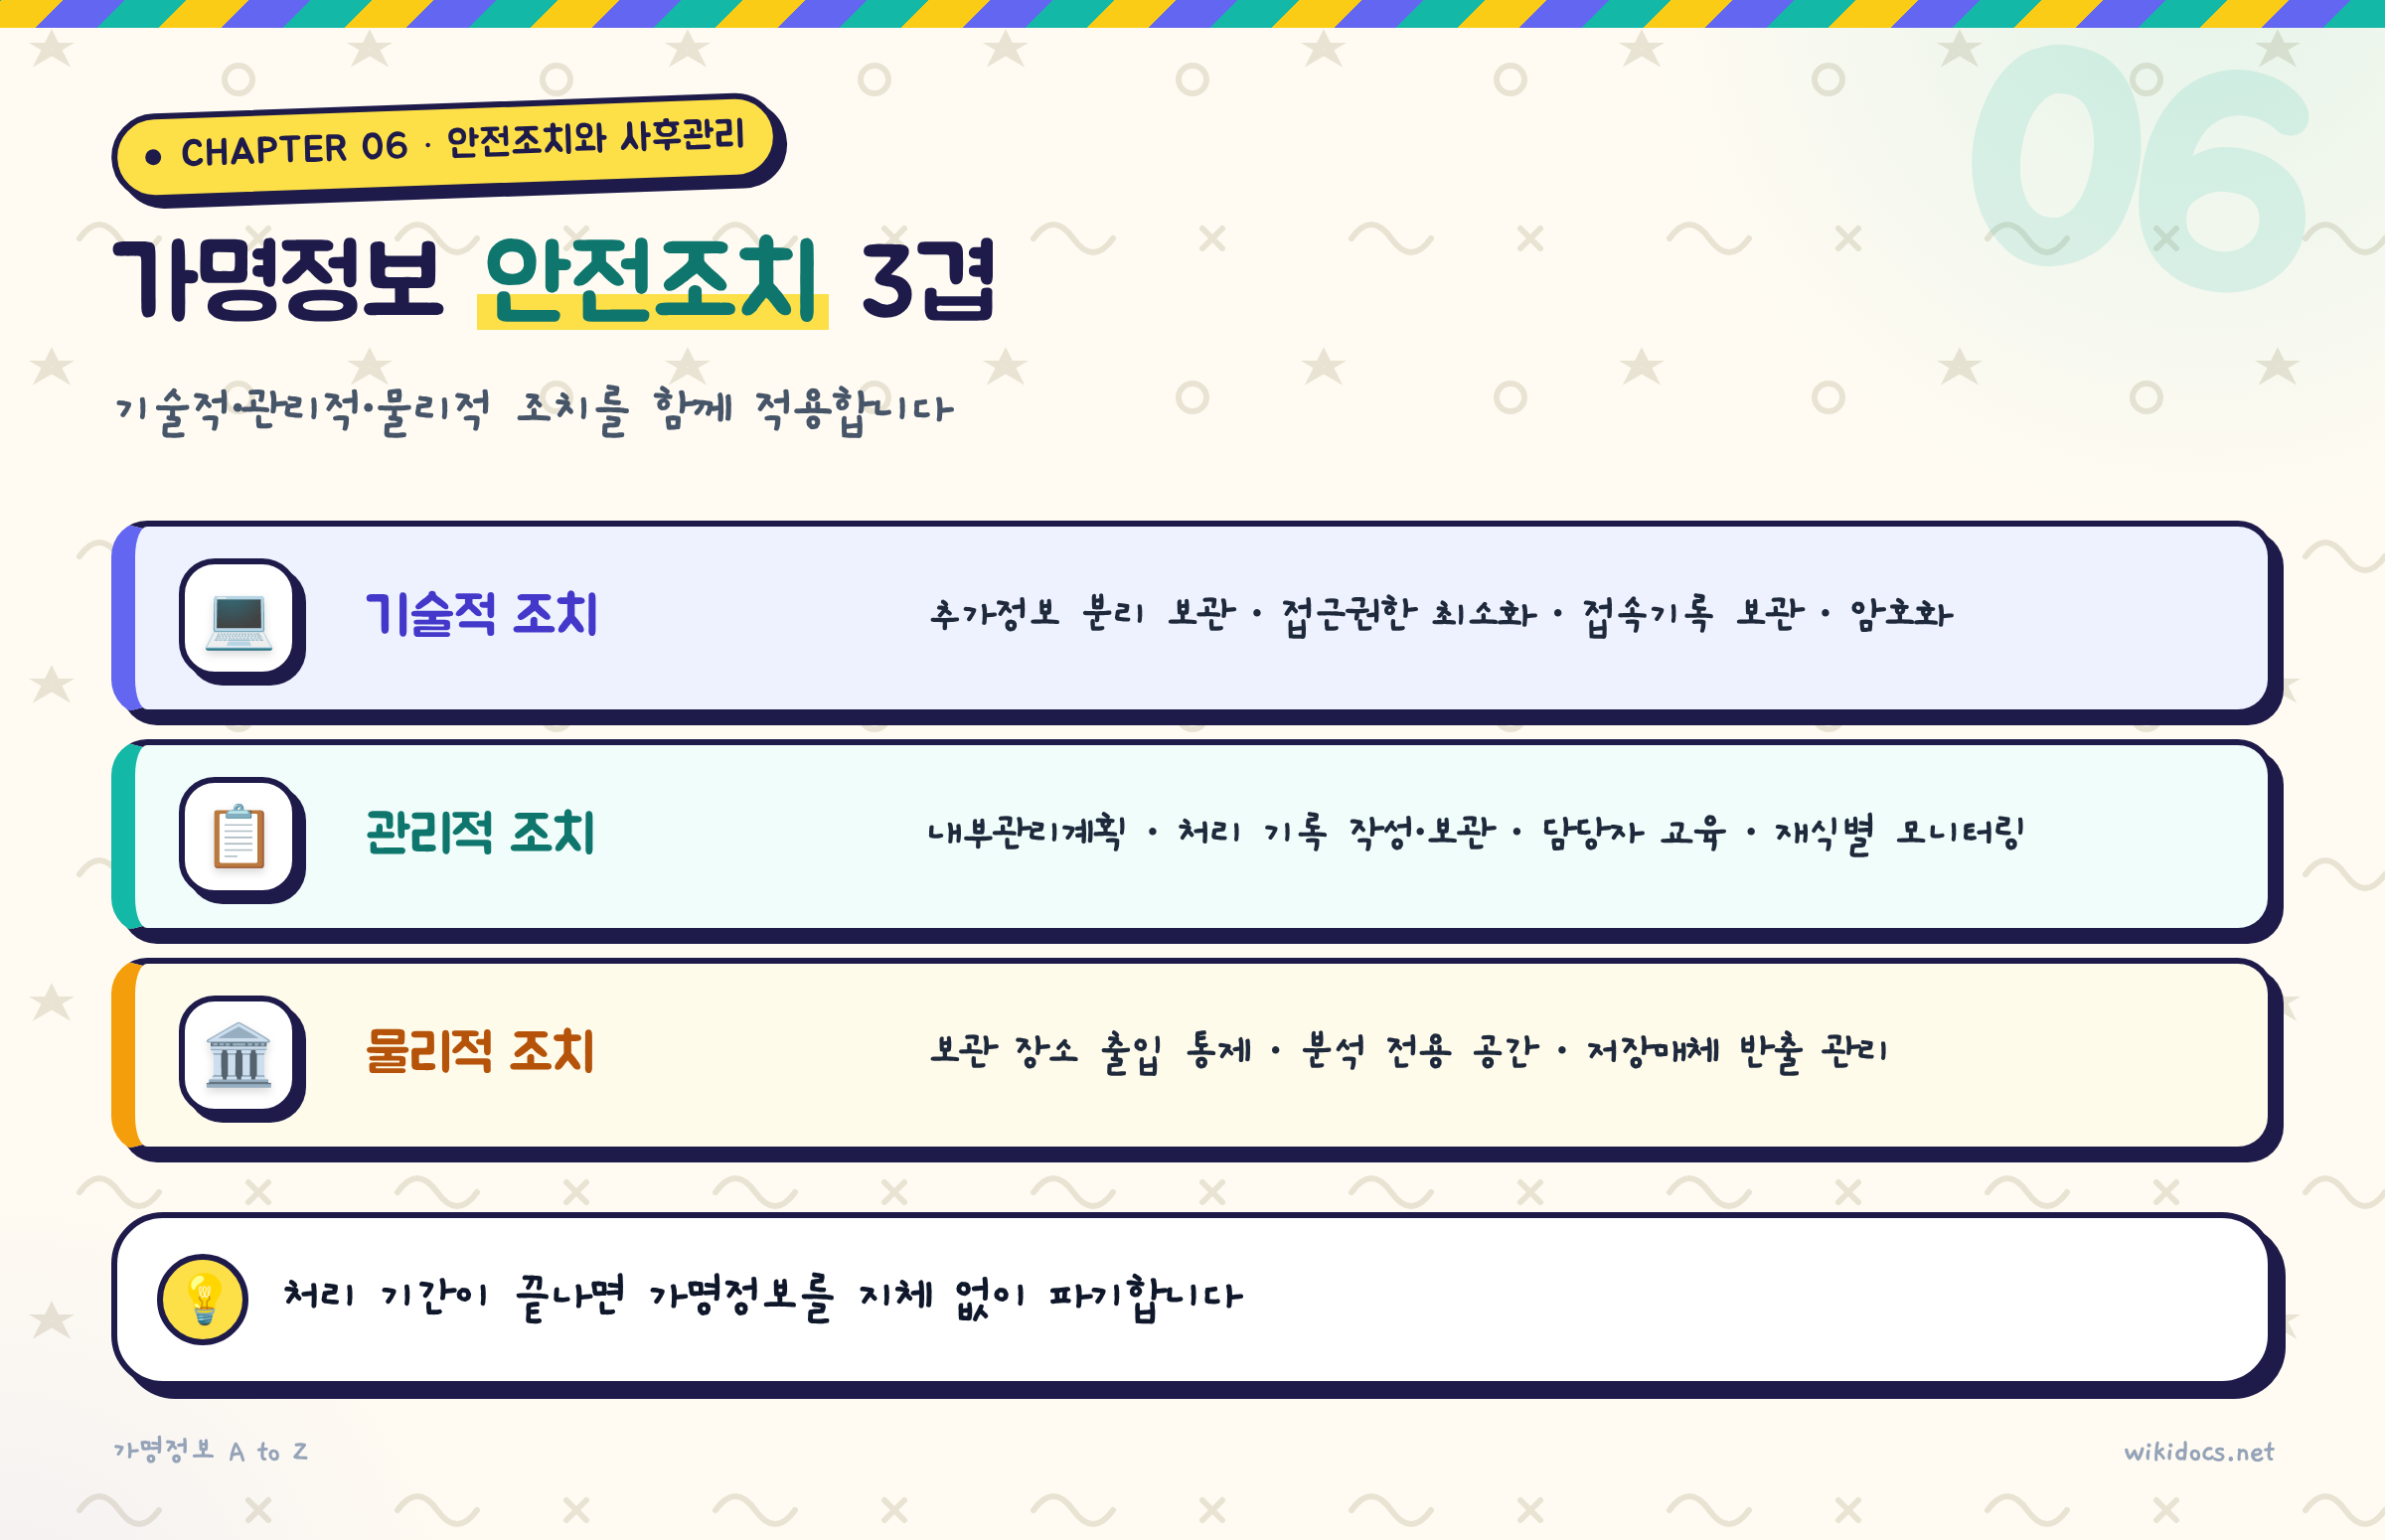 06
CHAPTER 06 · 안전조치와 사후관리
가명정보 안전조치 3겹
기술적·관리적·물리적 조치를 함께 적용합니다
기술적 조치
추가정보 분리 보관 · 접근권한 최소화 · 접속기록 보관 · 암호화
관리적 조치
내부관리계획 · 처리 기록 작성·보관 · 담당자 교육 · 재식별 모니터링
물리적 조치
보관 장소 출입 통제 · 분석 전용 공간 · 저장매체 반출 관리
처리 기간이 끝나면 가명정보를 지체 없이 파기합니다
가명정보 A to Z
wikidocs.net